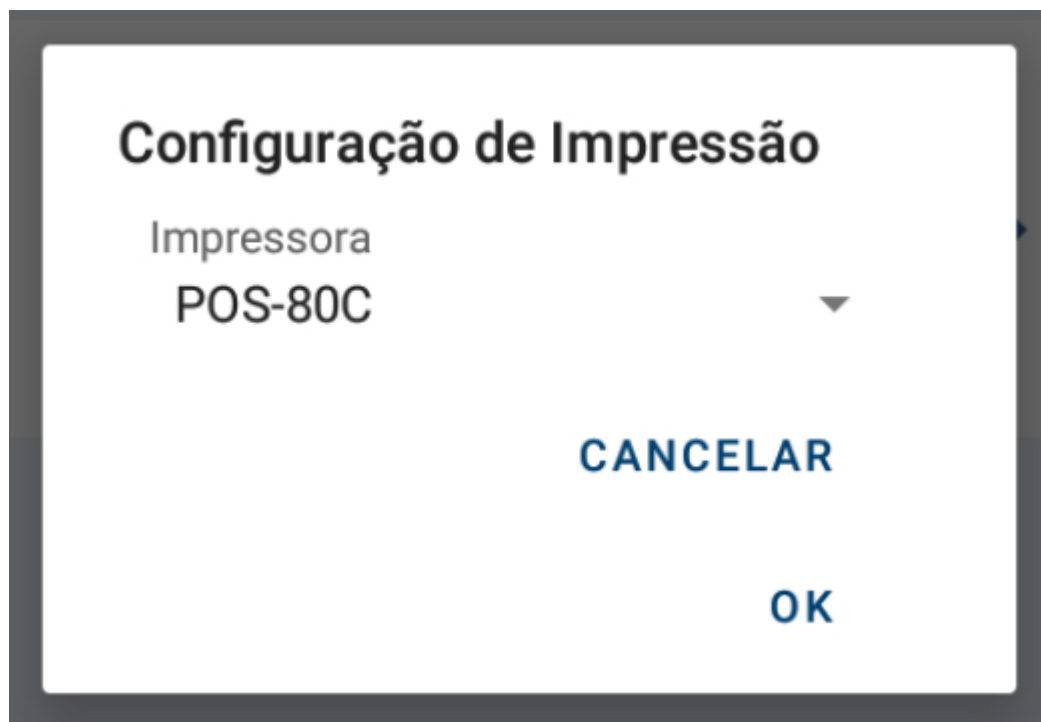 Configuração de Impressão
Impressora
POS-80C
CANCELAR
OK